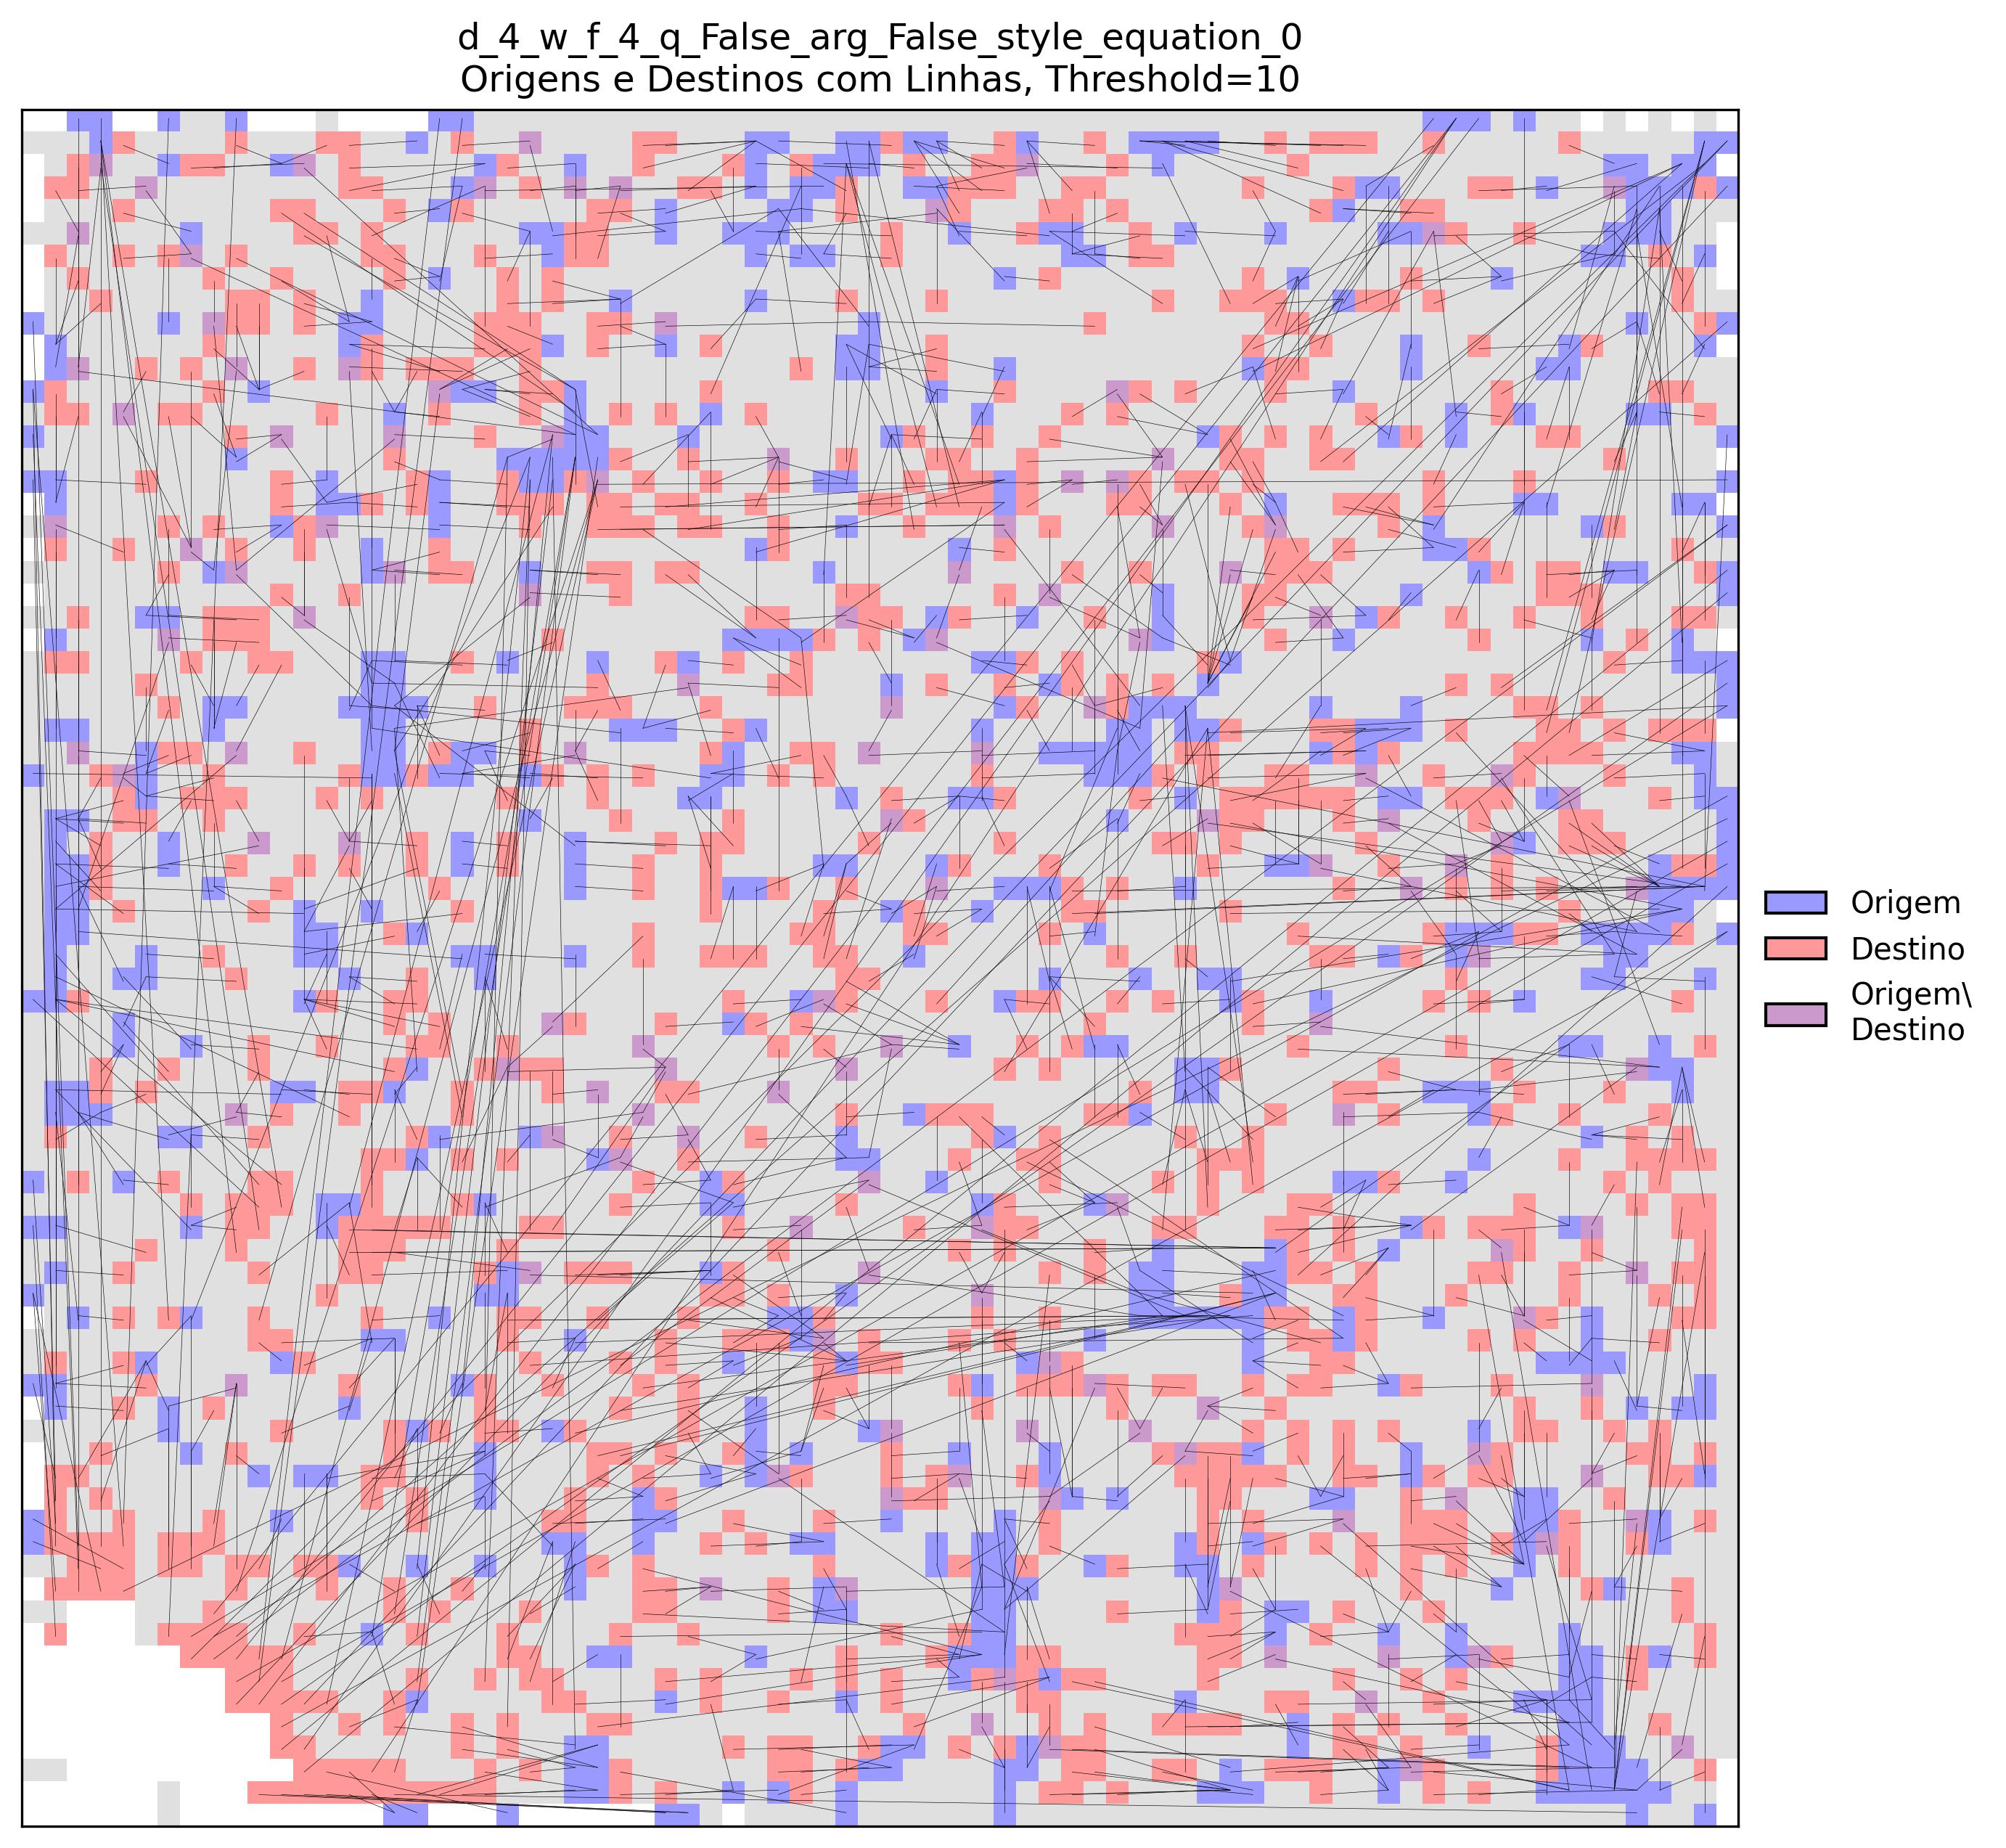 d_4_w_f_4_q_False_arg_False_style_equation_0
Origens e Destinos com Linhas, Threshold=10
Origem
Destino
Origem\
Destino